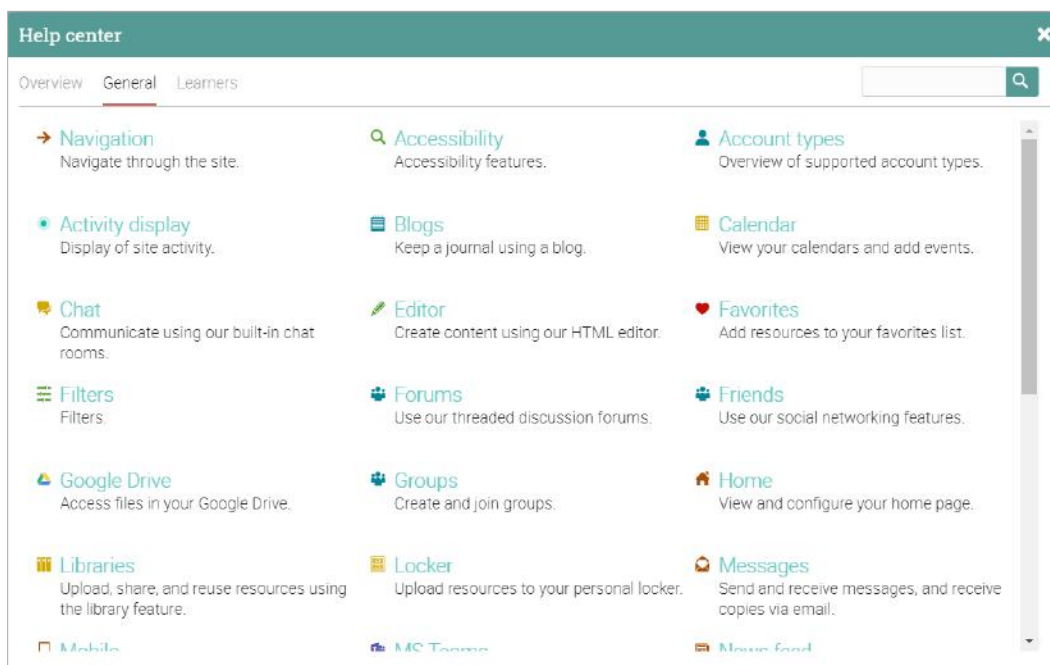 Help center
Overview General Learners
Navigation
Navigate through the site.
Accessibility
Accessibility features.
Account types
Overview of supported account types.
Activity display
Display of site activity.
Blogs
Keep a journal using a blog.
Calendar
View your calendars and add events.
Chat
Communicate using our built-in chat
rooms.
Editor
Create content using our HTML editor.
Favorites
Add resources to your favorites list.
Filters
Filters.
Forums
Use our threaded discussion forums.
Friends
Use our social networking features.
Google Drive
Access files in your Google Drive.
Groups
Create and join groups.
Home
View and configure your home page.
Libraries
Upload, share, and reuse resources using
the library feature.
Locker
Upload resources to your personal locker.
Messages
Send and receive messages, and receive
copies via email.
Mobile
MS Teams
News feed